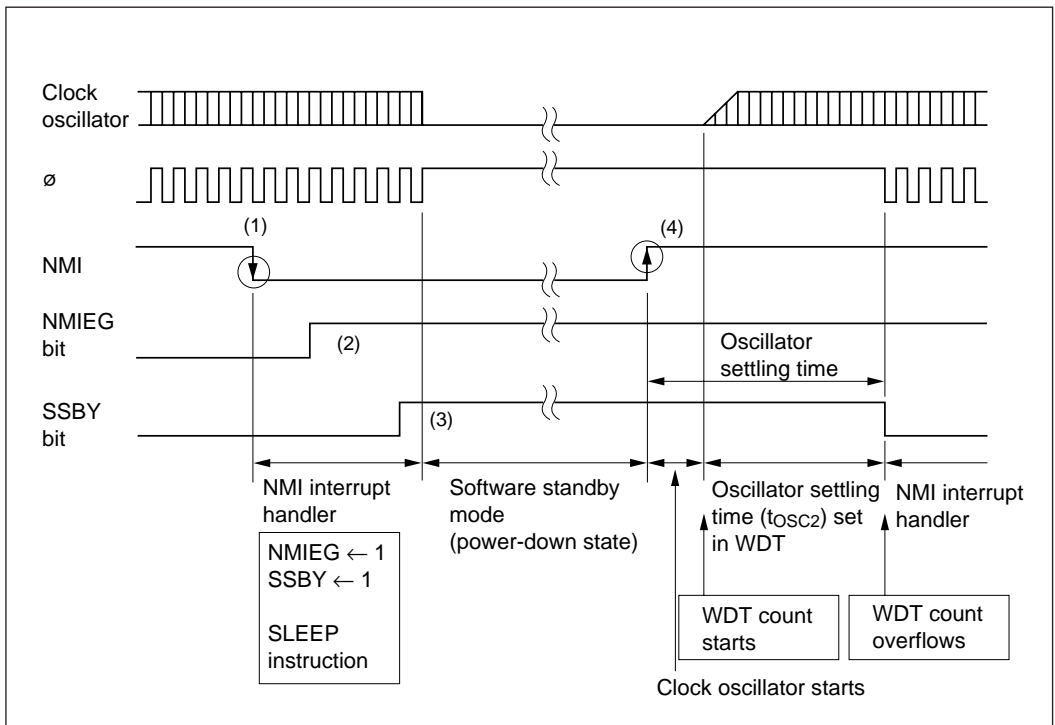 Clock
oscillator
ø
(1)
(4)
NMI
NMIEG
bit
(2)
Oscillator
settling time
SSBY
bit
(3)
NMI interrupt
handler
Software standby
mode
(power-down state)
Oscillator settling
time (tOSC2) set
in WDT
NMI interrupt
handler
NMIEG ← 1
SSBY ← 1
SLEEP
instruction
WDT count
starts
WDT count
overflows
Clock oscillator starts